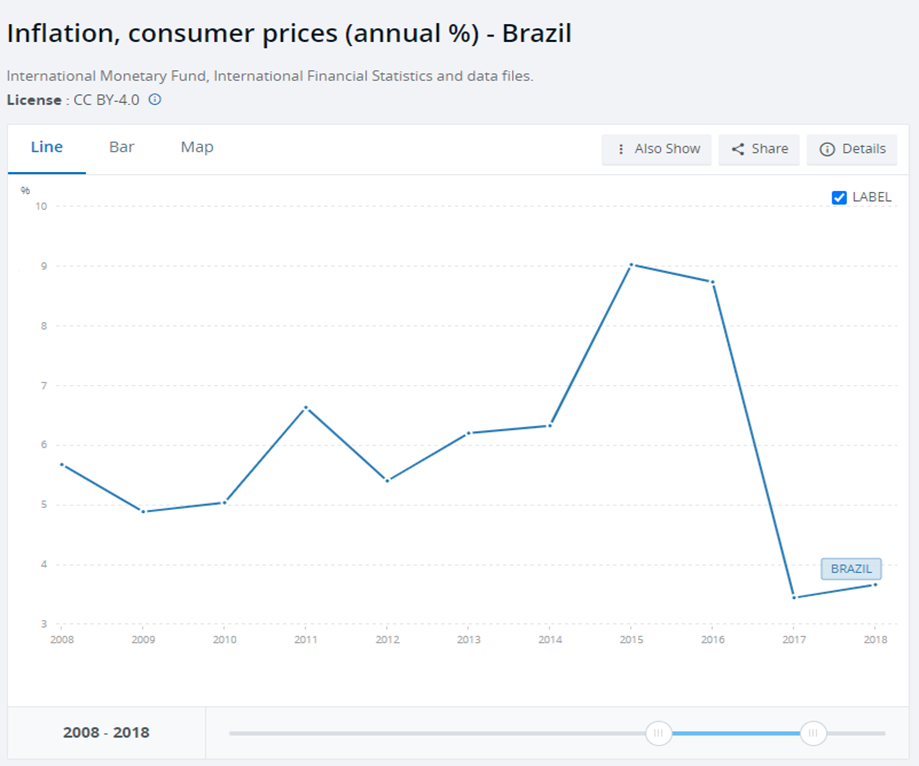 Inflation, consumer prices (annual %) - Brazil
International Monetary Fund, International Financial Statistics and data files.
License : CC BY-4.0
Line Bar Map Also Show Share Details
%
LABEL
10
9
8
7
6
5
4
3
BRAZIL
2008 2009 2010 2011 2012 2013 2014 2015 2016 2017 2018
2008 - 2018